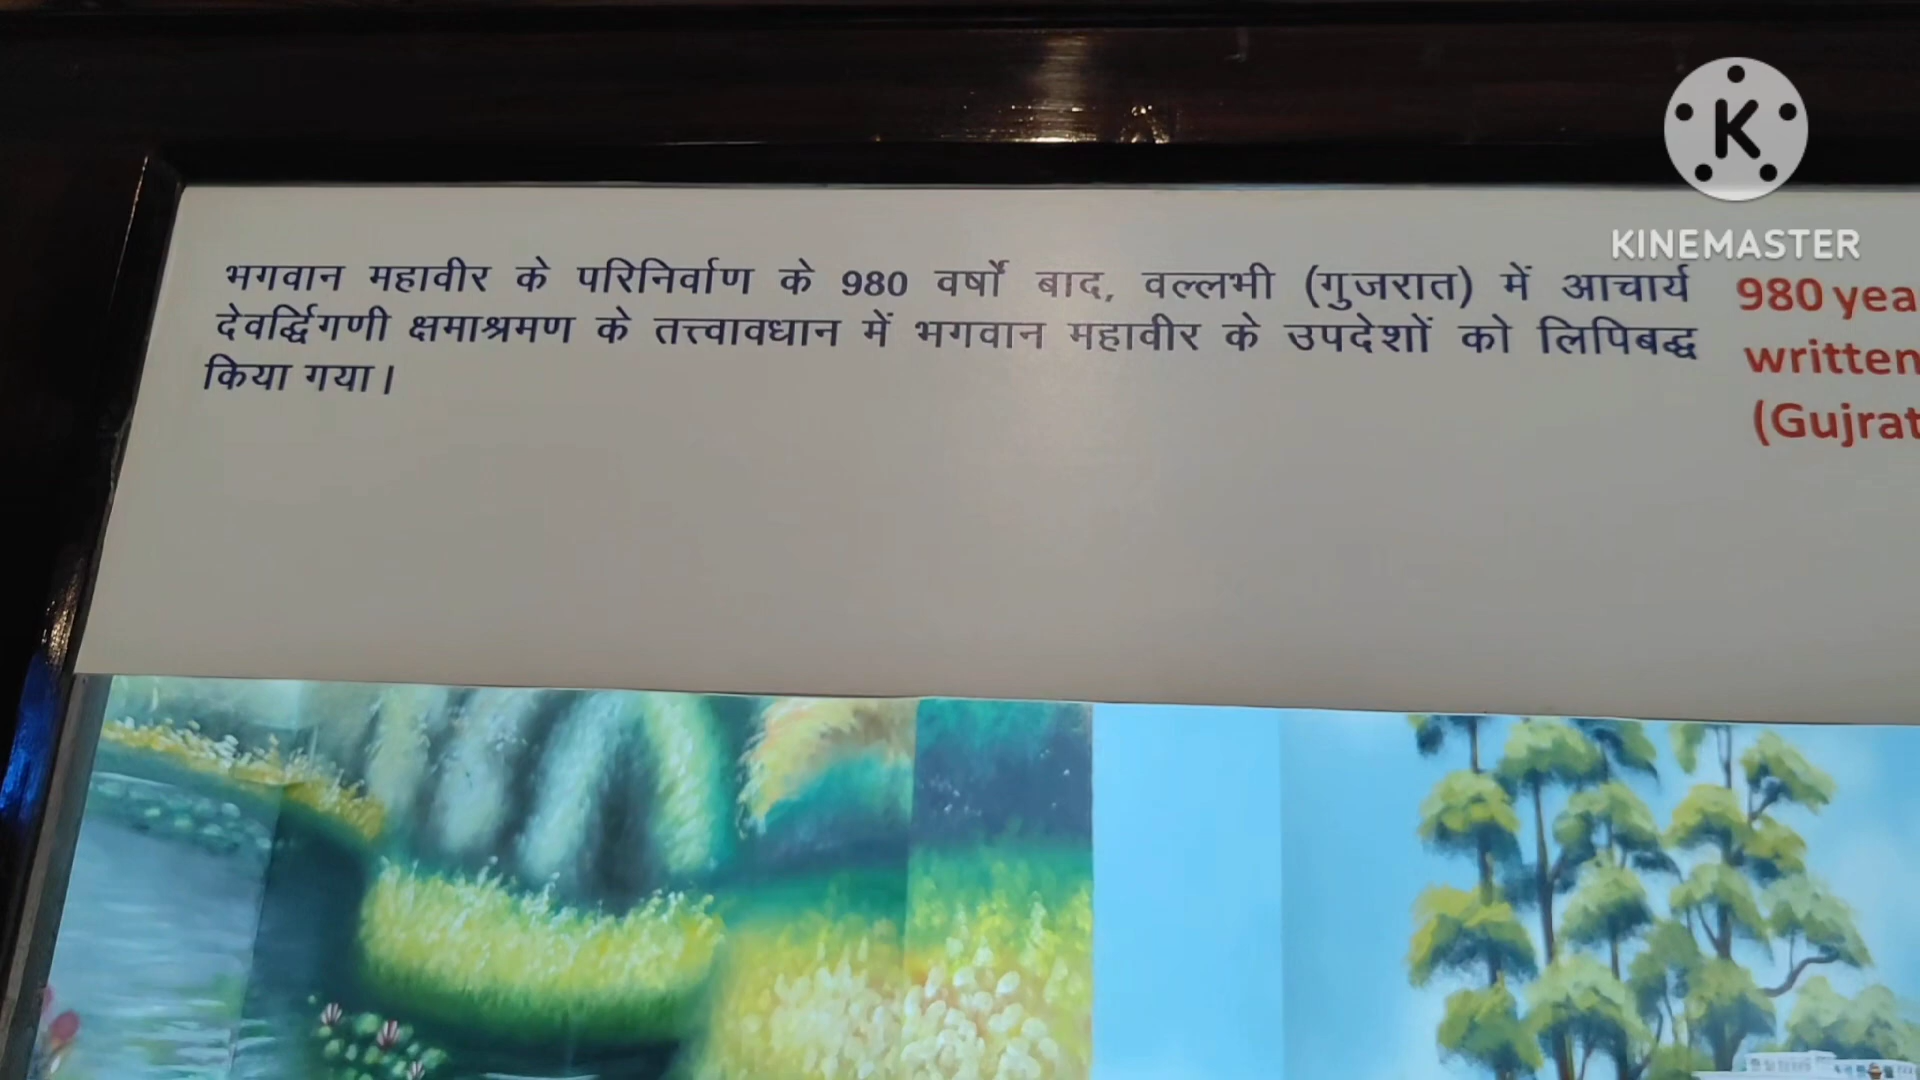 भगवान महावीर के परिनिर्वाण के 980 वर्षों बाद, वल्लभी (गुजरात) में आचार्य
देवर्द्धिगणी क्षमाश्रमण के तत्त्वावधान में भगवान महावीर के उपदेशों को लिपिबद्ध
किया गया।
980 yea
written
(Gujrat
K
KINEMASTER